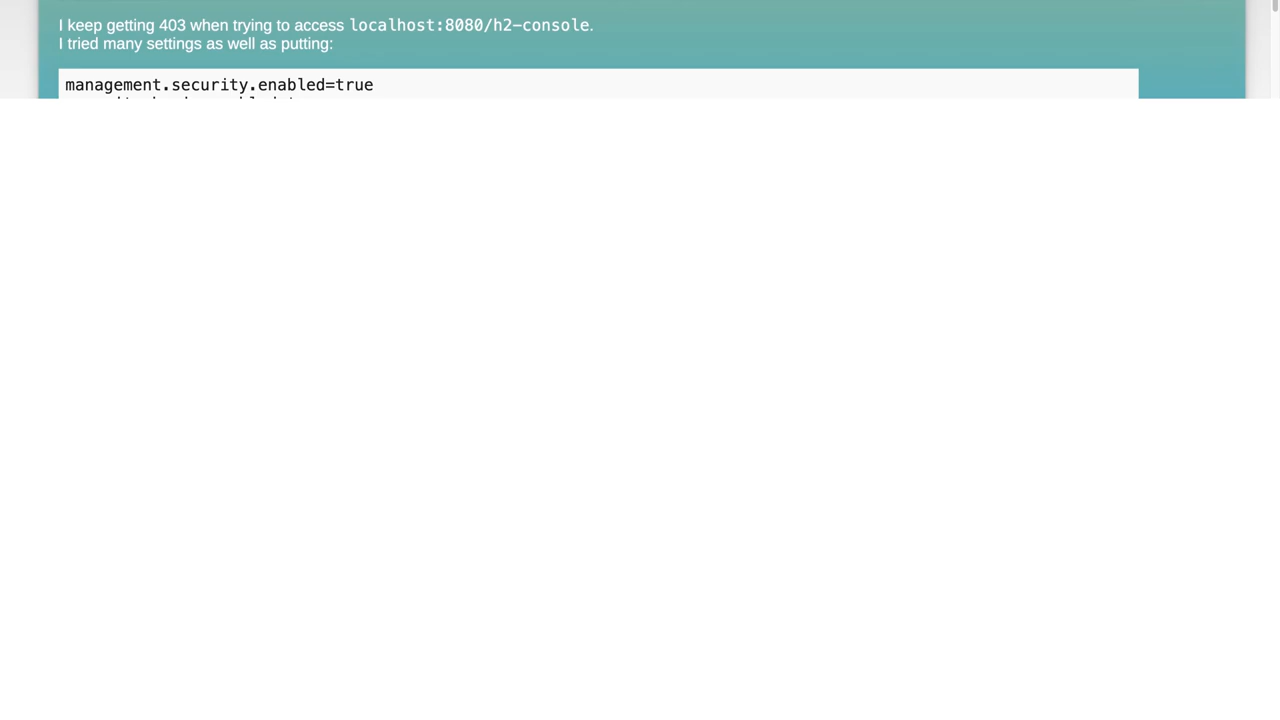 I keep getting 403 when trying to access localhost:8080/h2-console.
I tried many settings as well as putting:
management.security.enabled=true